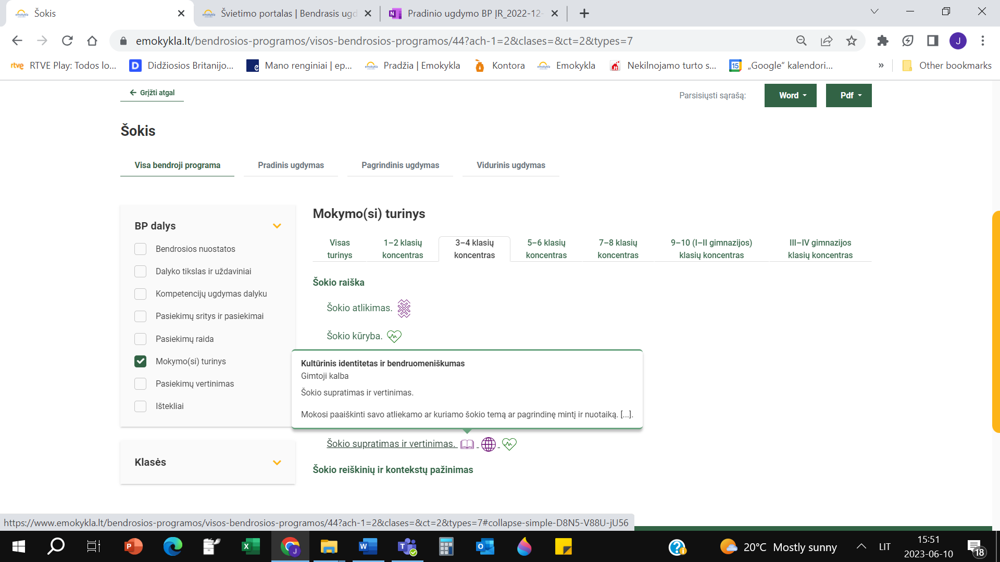 Šokis
Švietimo portalas | Bendrasis ugd
Pradinio ugdymo BP ĮR_2022-12-
emokykla.lt/bendrosios-programos/visos-bendrosios-programos/44?ach-1=2&clases=&ct=2&types=7
J
rtve RTVE Play: Todos lo...
D Didžiosios Britanijo...
e Mano renginiai | ep...
Pradžia | Emokykla
Kontora
Emokykla
Nekilnojamo turto s...
15 „Google“ kalendori...
»
Other bookmarks
Grįžti atgal
Parsisiųsti sąrašą:
Word
Pdf
Šokis
Visa bendroji programa
Pradinis ugdymas
Pagrindinis ugdymas
Vidurinis ugdymas
BP dalys
Bendrosios nuostatos
Dalyko tikslas ir uždaviniai
Kompetencijų ugdymas dalyku
Pasiekimų sritys ir pasiekimai
Pasiekimų raida
Mokymo(si) turinys
Pasiekimų vertinimas
Ištekliai
Klasės
Mokymo(si) turinys
Visas
turinys
1–2 klasių
koncentras
3–4 klasių
koncentras
5–6 klasių
koncentras
7–8 klasių
koncentras
9–10 (I–II gimnazijos)
klasių koncentras
III–IV gimnazijos
klasių koncentras
Šokio raiška
Šokio atlikimas.
Šokio kūryba.
Kultūrinis identitetas ir bendruomeniškumas
Gimtoji kalba
Šokio supratimas ir vertinimas.
Mokosi paaiškinti savo atliekamo ar kuriamo šokio temą ar pagrindinę mintį ir nuotaiką. [...].
Šokio supratimas ir vertinimas.
Šokio reiškinių ir kontekstų pažinimas
https://www.emokykla.lt/bendrosios-programos/visos-bendrosios-programos/44?ach-1=2&clases=&ct=2&types=7#collapse-simple-D8N5-V88U-jU56
20°C Mostly sunny
LIT
15:51
2023-06-10
18